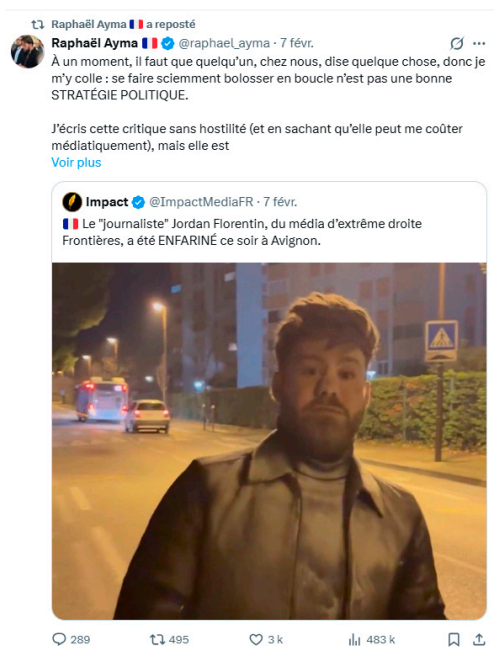 Raphaël Ayma 🇫🇷 a reposté
Raphaël Ayma 🇫🇷 @raphael_ayma · 7 févr.
À un moment, il faut que quelqu'un, chez nous, dise quelque chose, donc je
m'y colle : se faire sciemment bolosser en boucle n'est pas une bonne
STRATÉGIE POLITIQUE.
J'écris cette critique sans hostilité (et en sachant qu'elle peut me coûter
médiatiquement), mais elle est
Voir plus
Impact @ImpactMediaFR · 7 févr.
🇫🇷 Le "journaliste" Jordan Florentin, du média d'extrême droite
Frontières, a été ENFARINÉ ce soir à Avignon.
289 495 3 k 483 k